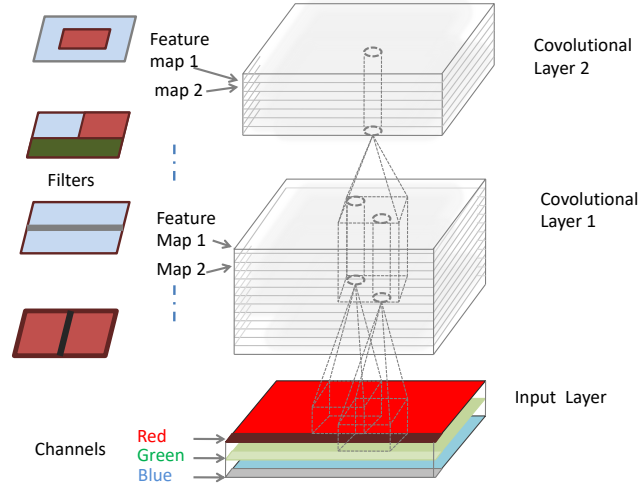 Feature
map 1
map 2
Covolutional
Layer 2
Filters
Feature
Map 1
Map 2
Covolutional
Layer 1
Input Layer
Channels
Red
Green
Blue